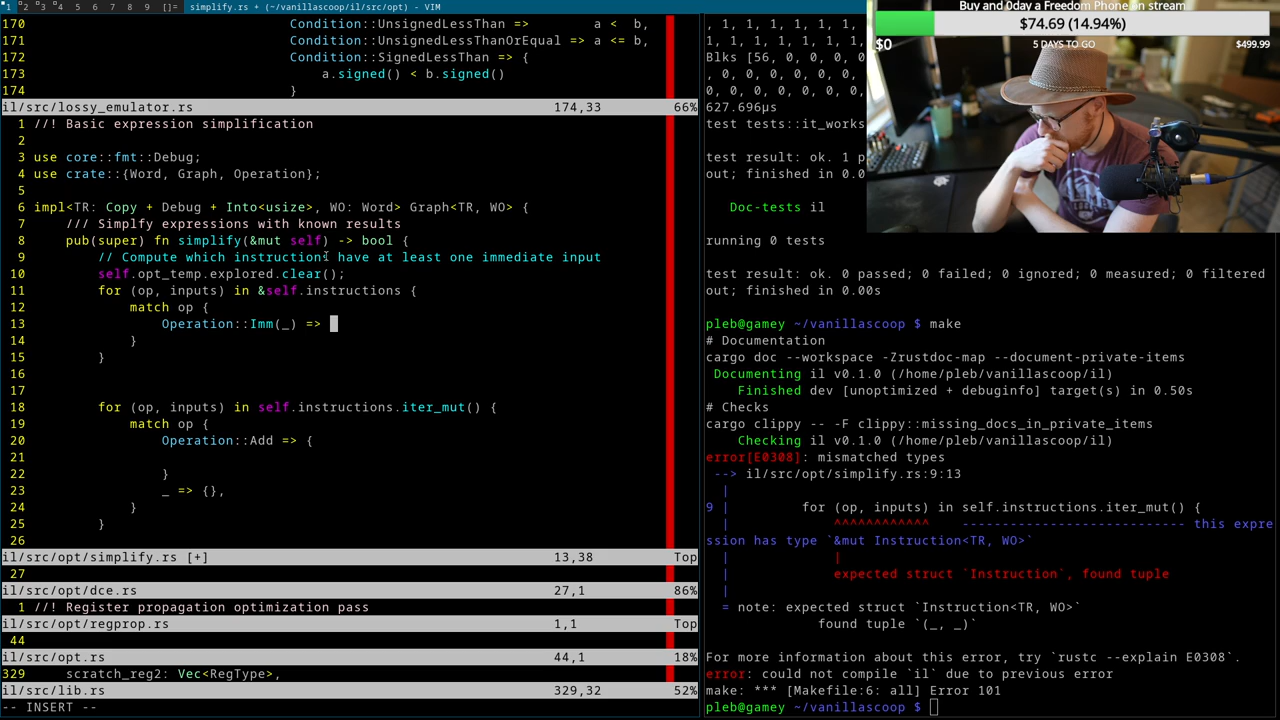 1 2 3 4 5 6 7 8 9 []= simplify.rs + (~/vanillascoop/il/src/opt) - VIM
170 Condition::UnsignedLessThan => a < b,
171 Condition::UnsignedLessThanOrEqual => a <= b,
172 Condition::SignedLessThan => {
173 a.signed() < b.signed()
174 }
il/src/lossy_emulator.rs 174,33 66%
1 //! Basic expression simplification
2
3 use core::fmt::Debug;
4 use crate::{Word, Graph, Operation};
5
6 impl<TR: Copy + Debug + Into<usize>, WO: Word> Graph<TR, WO> {
7 /// Simplfy expressions with known results
8 pub(super) fn simplify(&mut self) -> bool {
9 // Compute which instructions have at least one immediate input
10 self.opt_temp.explored.clear();
11 for (op, inputs) in &self.instructions {
12 match op {
13 Operation::Imm(_) =>
14 }
15 }
16
17
18 for (op, inputs) in self.instructions.iter_mut() {
19 match op {
20 Operation::Add => {
21
22 }
23 _ => {},
24 }
25 }
26
il/src/opt/simplify.rs [+] 13,38 Top
27
il/src/opt/dce.rs 27,1 86%
1 //! Register propagation optimization pass
il/src/opt/regprop.rs 1,1 Top
44
il/src/opt.rs 44,1 18%
329 scratch_reg2: Vec<RegType>,
il/src/lib.rs 329,32 52%
-- INSERT --
, 1, 1, 1, 1, 1, 1,
1, 1, 1, 1, 1, 1, 1,
Blks [56, 0, 0, 0, 0
, 0, 0, 0, 0, 0, 0,
0, 0, 0, 0, 0, 0, 0,
627.696µs
test tests::it_works
test result: ok. 1 p
out; finished in 0.0
Doc-tests il
running 0 tests
test result: ok. 0 passed; 0 failed; 0 ignored; 0 measured; 0 filtered
out; finished in 0.00s
pleb@gamey ~/vanillascoop $ make
# Documentation
cargo doc --workspace -Zrustdoc-map --document-private-items
Documenting il v0.1.0 (/home/pleb/vanillascoop/il)
Finished dev [unoptimized + debuginfo] target(s) in 0.50s
# Checks
cargo clippy -- -F clippy::missing_docs_in_private_items
Checking il v0.1.0 (/home/pleb/vanillascoop/il)
error[E0308]: mismatched types
--> il/src/opt/simplify.rs:9:13
|
9 | for (op, inputs) in self.instructions.iter_mut() {
| ^^^^^^^^^^^^ ---------------------------- this expre
ssion has type `&mut Instruction<TR, WO>`
| |
| expected struct `Instruction`, found tuple
|
= note: expected struct `Instruction<TR, WO>`
found tuple `(_, _)`
For more information about this error, try `rustc --explain E0308`.
error: could not compile `il` due to previous error
make: *** [Makefile:6: all] Error 101
pleb@gamey ~/vanillascoop $
Buy and 0day a Freedom Phone on stream
$74.69 (14.94%)
$0 5 DAYS TO GO $499.99